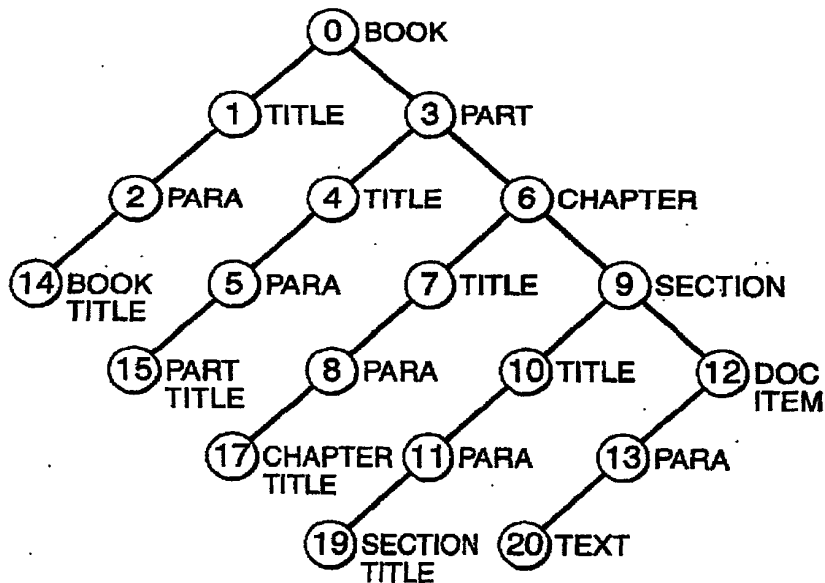 0 BOOK
1 TITLE 3 PART
2 PARA 4 TITLE 6 CHAPTER
14 BOOK TITLE 5 PARA 7 TITLE 9 SECTION
15 PART TITLE 8 PARA 10 TITLE 12 DOC ITEM
17 CHAPTER TITLE 11 PARA 13 PARA
19 SECTION TITLE 20 TEXT